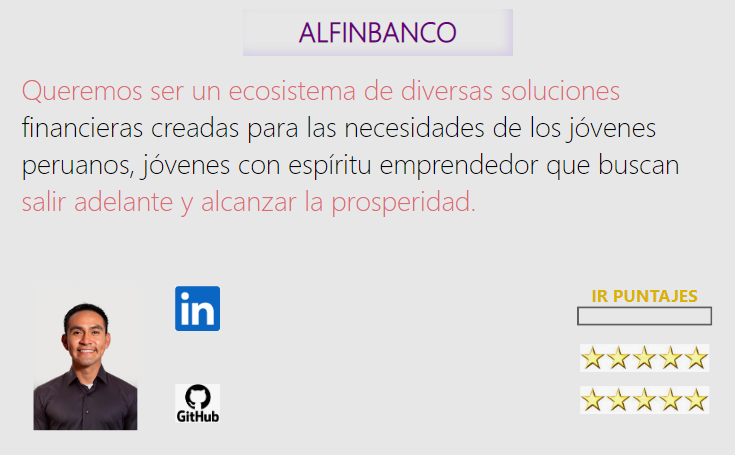 ALFINBANCO
Queremos ser un ecosistema de diversas soluciones
financieras creadas para las necesidades de los jóvenes
peruanos, jóvenes con espíritu emprendedor que buscan
salir adelante y alcanzar la prosperidad.
in
IR PUNTAJES
GitHub